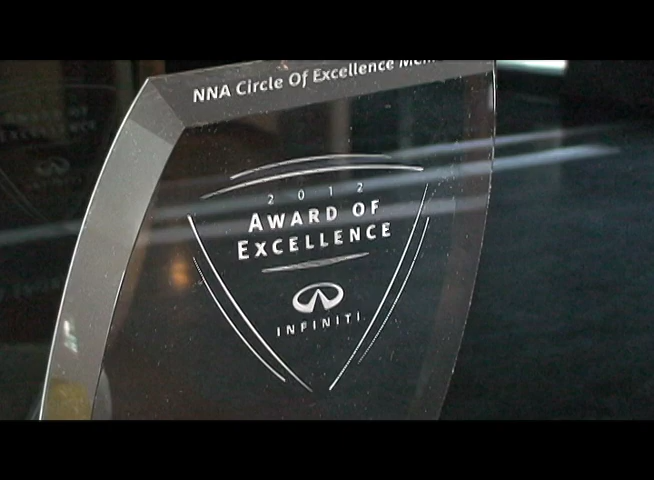 NNA Circle Of Excellence
2012
AWARD OF
EXCELLENCE
INFINITI